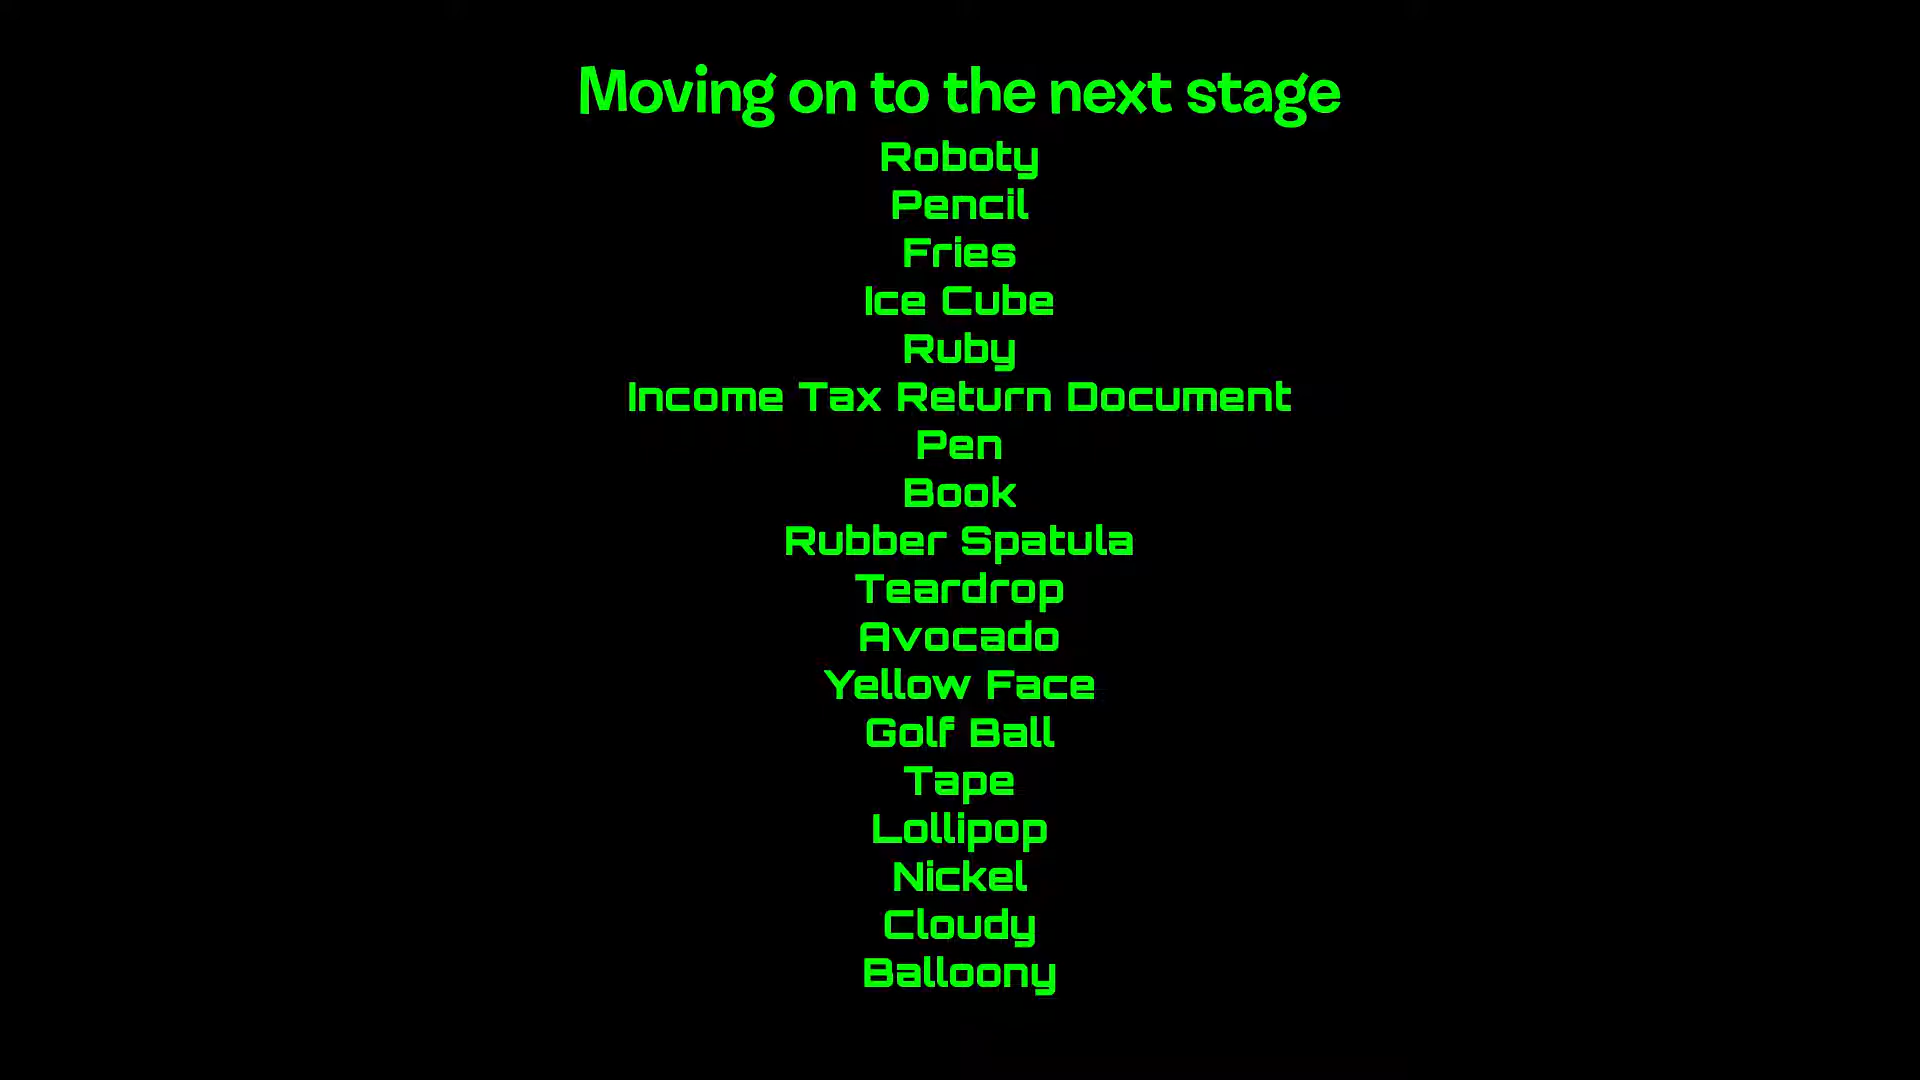 Moving on to the next stage
Roboty
Pencil
Fries
Ice Cube
Ruby
Income Tax Return Document
Pen
Book
Rubber Spatula
Teardrop
Avocado
Yellow Face
Golf Ball
Tape
Lollipop
Nickel
Cloudy
Balloony